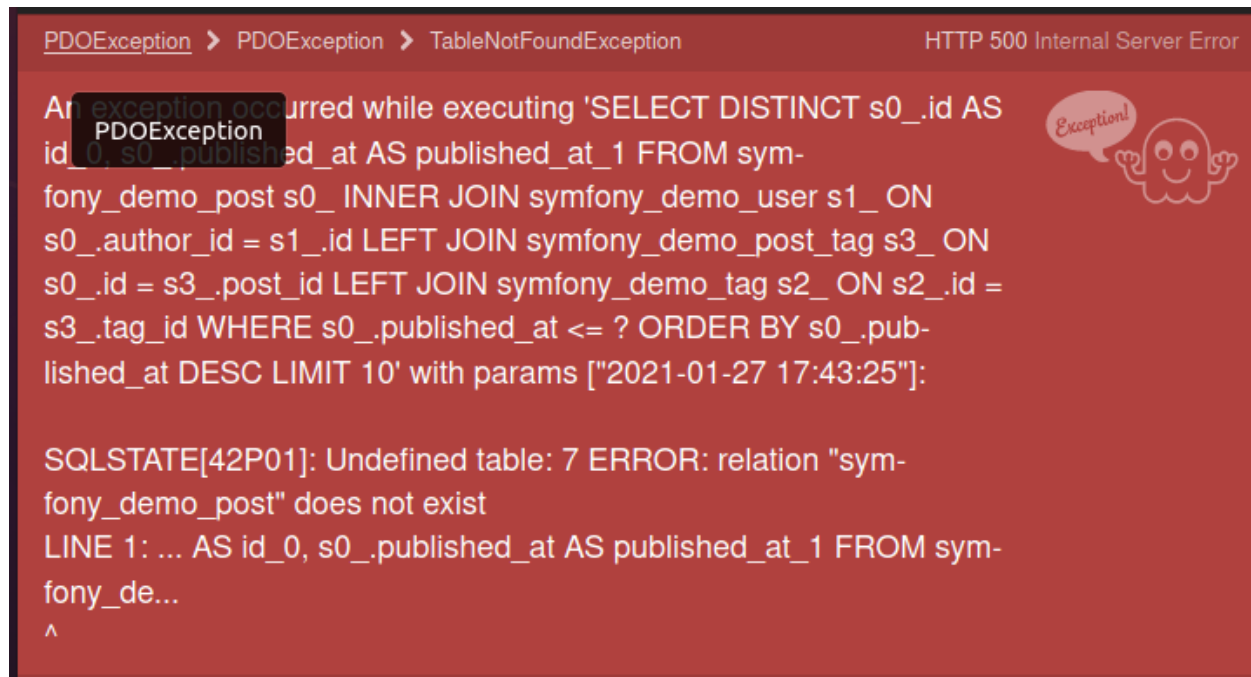 PDOException > PDOException > TableNotFoundException HTTP 500 Internal Server Error
An exception occurred while executing 'SELECT DISTINCT s0_.id AS
PDOException
Exception!
id_0, s0_.published_at AS published_at_1 FROM sym-
fony_demo_post s0_ INNER JOIN symfony_demo_user s1_ ON
s0_.author_id = s1_.id LEFT JOIN symfony_demo_post_tag s3_ ON
s0_.id = s3_.post_id LEFT JOIN symfony_demo_tag s2_ ON s2_.id =
s3_.tag_id WHERE s0_.published_at <= ? ORDER BY s0_.pub-
lished_at DESC LIMIT 10' with params ["2021-01-27 17:43:25"]:
SQLSTATE[42P01]: Undefined table: 7 ERROR: relation "sym-
fony_demo_post" does not exist
LINE 1: ... AS id_0, s0_.published_at AS published_at_1 FROM sym-
fony_de...
^